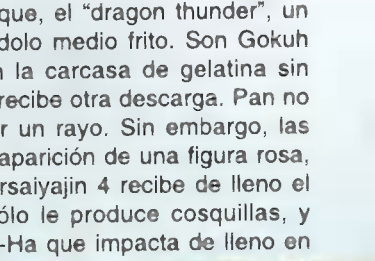 que, el “dragon thunder”, un
dolo medio frito. Son Gokuh
la carcasa de gelatina sin
recibe otra descarga. Pan no
r un rayo. Sin embargo, las
aparición de una figura rosa,
rsaiyajin 4 recibe de lleno el
ólo le produce cosquillas, y
-Ha que impacta de lleno en